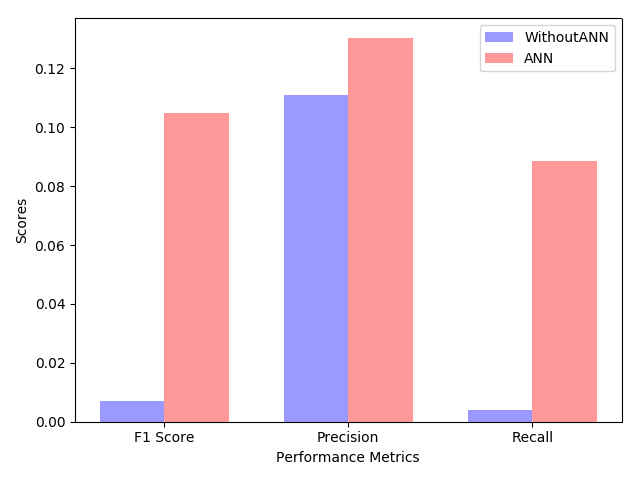 WithoutANN
ANN
0.12
0.10
0.08
0.06
0.04
0.02
0.00
Scores
F1 Score
Precision
Recall
Performance Metrics